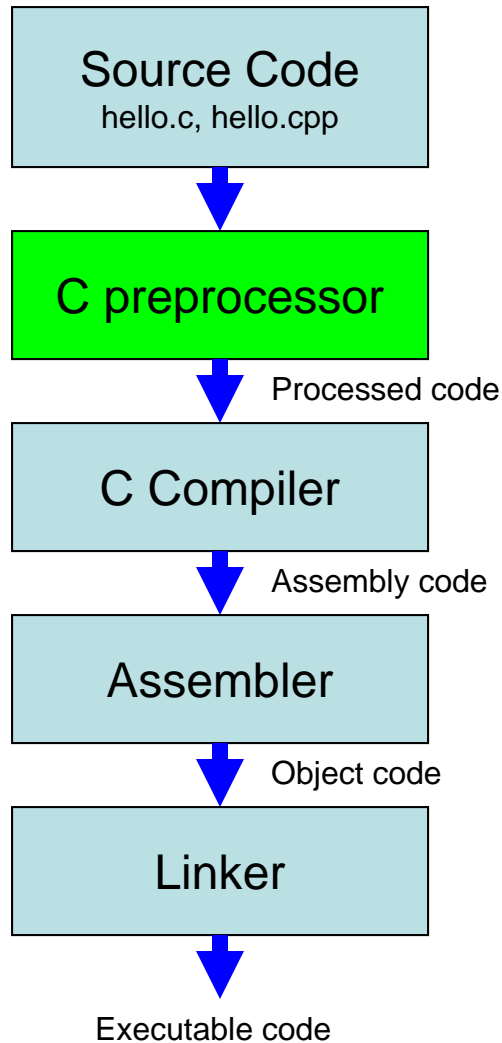 Source Code
hello.c, hello.cpp
C preprocessor
Processed code
C Compiler
Assembly code
Assembler
Object code
Linker
Executable code